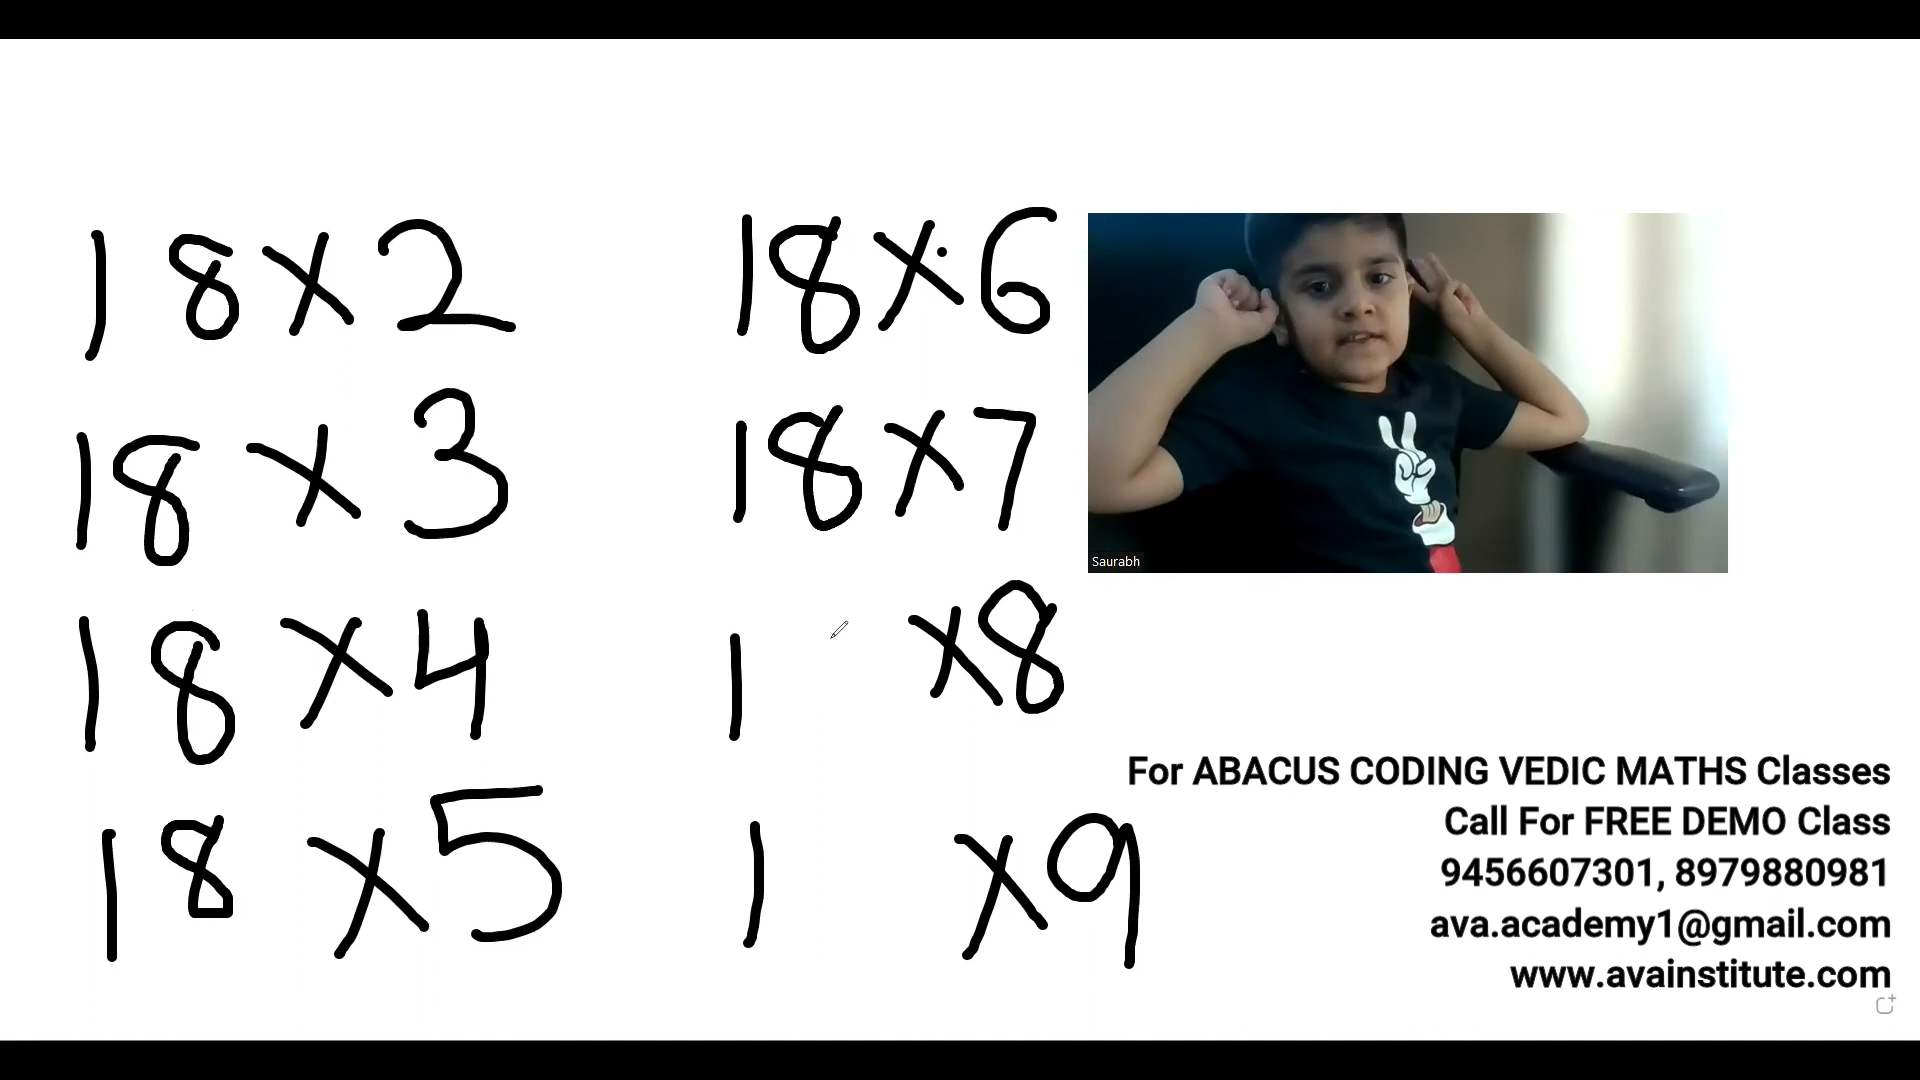 18 x 2
18 x 3
18 x 4
18 x 5
18 x 6
18 x 7
1 x 8
1 x 9
Saurabh
For ABACUS CODING VEDIC MATHS Classes
Call For FREE DEMO Class
9456607301, 8979880981
ava.academy1@gmail.com
www.avainstitute.com